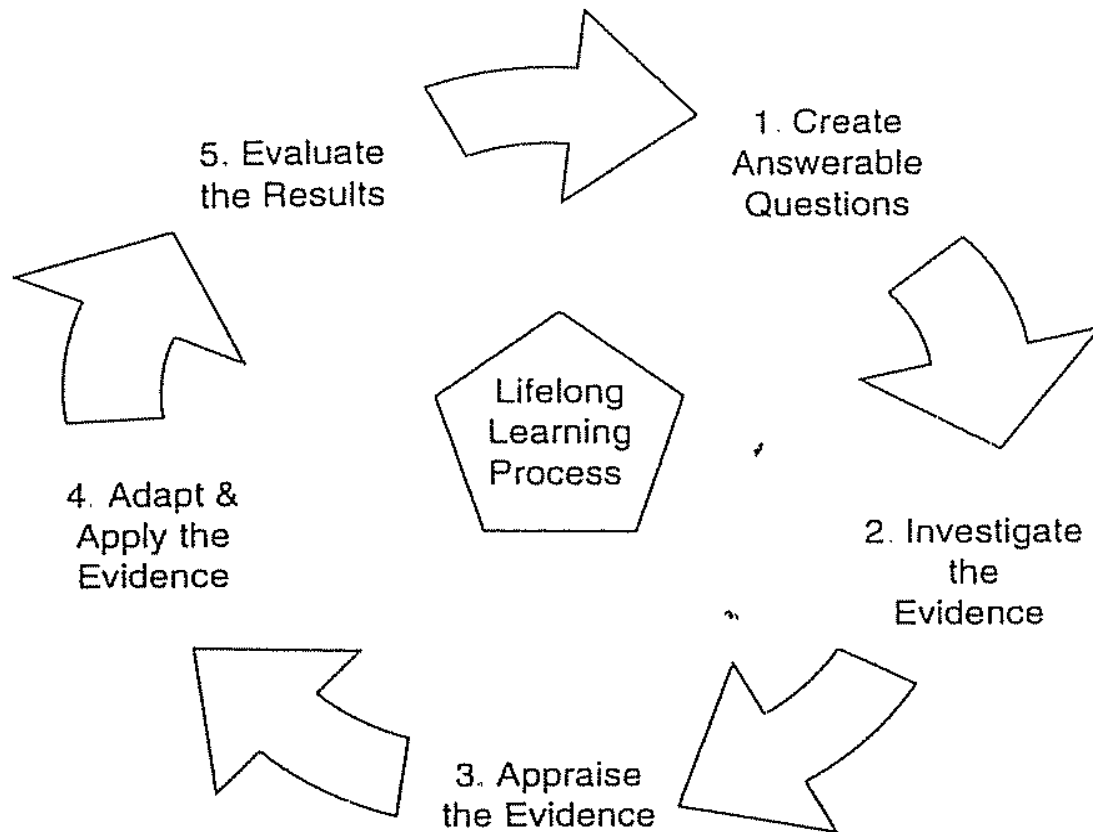 1. Create
Answerable
Questions
2. Investigate
the
Evidence
3. Appraise
the Evidence
4. Adapt &
Apply the
Evidence
5. Evaluate
the Results
Lifelong
Learning
Process